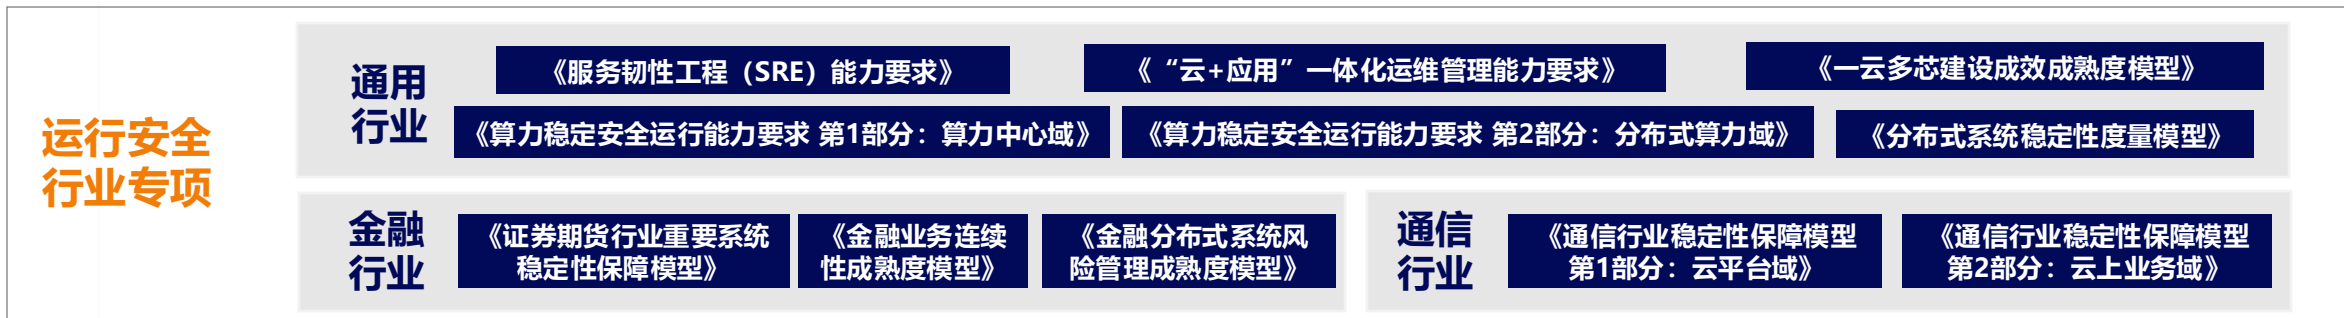 运行安全
行业专项
通用
行业
《服务韧性工程（SRE）能力要求》
《“云+应用”一体化运维管理能力要求》
《一云多芯建设成效成熟度模型》
《算力稳定安全运行能力要求 第1部分：算力中心域》
《算力稳定安全运行能力要求 第2部分：分布式算力域》
《分布式系统稳定性度量模型》
金融
行业
《证券期货行业重要系统
稳定性保障模型》
《金融业务连续
性成熟度模型》
《金融分布式系统风
险管理成熟度模型》
通信
行业
《通信行业稳定性保障模型
第1部分：云平台域》
《通信行业稳定性保障模型
第2部分：云上业务域》